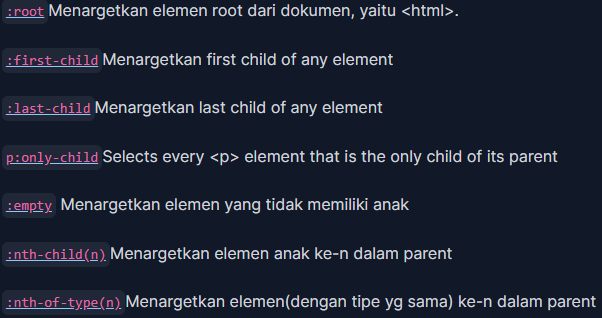 :root Menargetkan elemen root dari dokumen, yaitu <html>.
:first-child Menargetkan first child of any element
:last-child Menargetkan last child of any element
p:only-child Selects every <p> element that is the only child of its parent
:empty Menargetkan elemen yang tidak memiliki anak
:nth-child(n) Menargetkan elemen anak ke-n dalam parent
:nth-of-type(n) Menargetkan elemen(dengan tipe yg sama) ke-n dalam parent